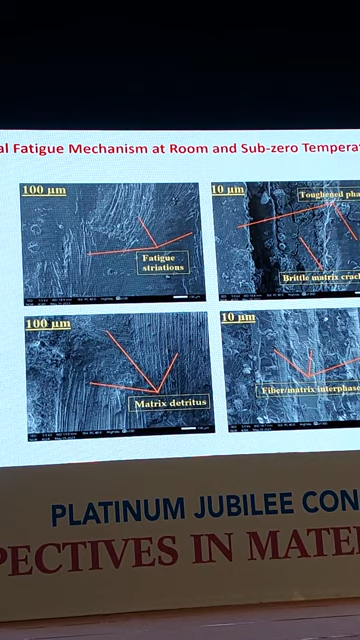 al Fatigue Mechanism at Room and Sub-zero Tempera
100 µm
10 µm
Toughened pha
Fatigue
striations
Brittle matrix crac
100 µm
10 µm
Matrix detritus
Fiber/matrix interphase
PLATINUM JUBILEE CON
PECTIVES IN MATE